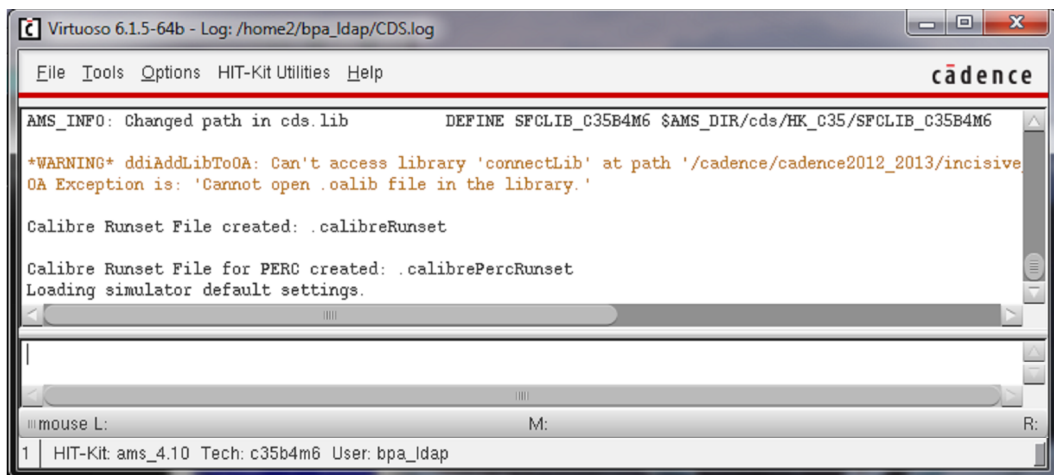 Virtuoso 6.1.5-64b - Log: /home2/bpa_ldap/CDS.log
File Tools Options HIT-Kit Utilities Help cādence
AMS_INFO: Changed path in cds.lib DEFINE SFCLIB_C35B4M6 $AMS_DIR/cds/HK_C35/SFCLIB_C35B4M6
*WARNING* ddiAddLibToOA: Can't access library 'connectLib' at path '/cadence/cadence2012_2013/incisive_
OA Exception is: 'Cannot open .oalib file in the library.'
Calibre Runset File created: .calibreRunset
Calibre Runset File for PERC created: .calibrePercRunset
Loading simulator default settings.
mouse L: M: R:
1 HIT-Kit: ams_4.10 Tech: c35b4m6 User: bpa_ldap